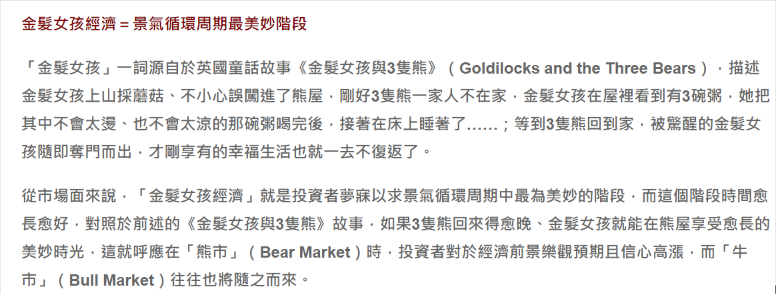 金髮女孩經濟 = 景氣循環周期最美妙階段
「金髮女孩」一詞源自於英國童話故事《金髮女孩與3隻熊》（Goldilocks and the Three Bears），描述
金髮女孩上山採蘑菇、不小心誤闖進了熊屋，剛好3隻熊一家人不在家，金髮女孩在屋裡看到有3碗粥，她把
其中不會太燙、也不會太涼的那碗粥喝完後，接著在床上睡著了……；等到3隻熊回到家，被驚醒的金髮女
孩隨即奪門而出，才剛享有的幸福生活也就一去不復返了。
從市場面來說，「金髮女孩經濟」就是投資者夢寐以求景氣循環周期中最為美妙的階段，而這個階段時間愈
長愈好，對照於前述的《金髮女孩與3隻熊》故事，如果3隻熊回來得愈晚、金髮女孩就能在熊屋享受愈長的
美妙時光，這就呼應在「熊市」（Bear Market）時，投資者對於經濟前景樂觀預期且信心高漲，而「牛
市」（Bull Market）往往也將隨之而來。